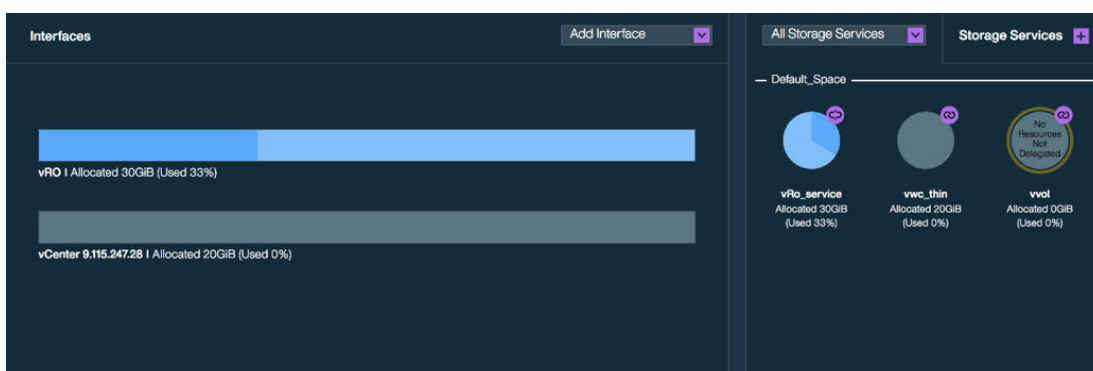 Interfaces
Add Interface
vRO | Allocated 30GiB (Used 33%)
vCenter 9.115.247.28 | Allocated 20GiB (Used 0%)
All Storage Services
Storage Services +
Default_Space
No
Resources
Not
Delegated
vRo_service
Allocated 30GiB
(Used 33%)
vwc_thin
Allocated 20GiB
(Used 0%)
vvol
Allocated 0GiB
(Used 0%)